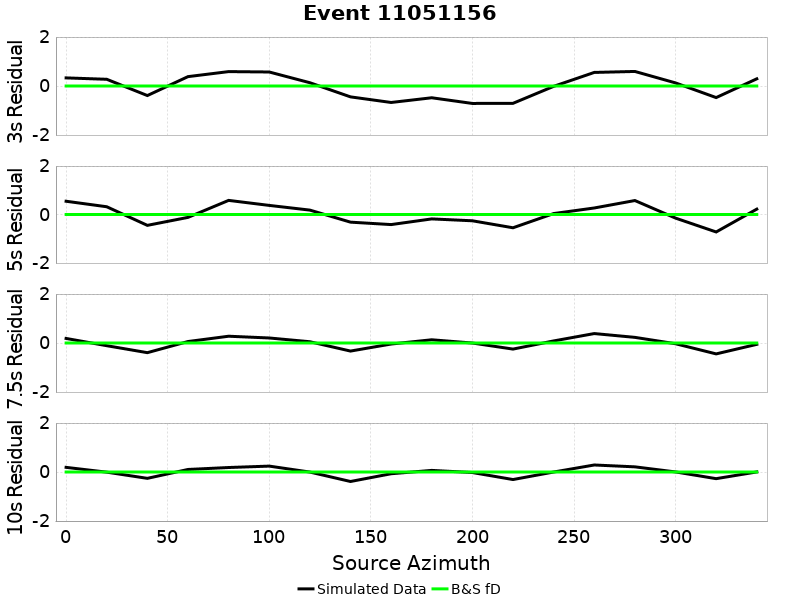 Event 11051156
2
0
-2
3s Residual
2
0
-2
5s Residual
2
0
-2
7.5s Residual
2
0
-2
10s Residual
0 50 100 150 200 250 300
Source Azimuth
Simulated Data B&S fD